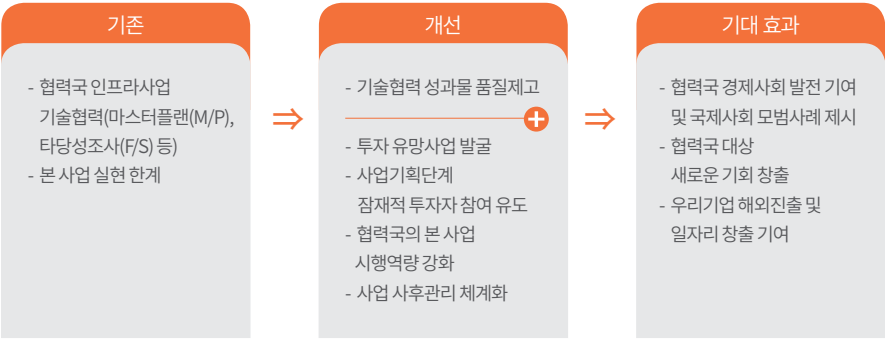 기존
- 협력국 인프라사업
기술협력(마스터플랜(M/P),
타당성조사(F/S) 등)
- 본 사업 실현 한계
개선
- 기술협력 성과물 품질제고
- 투자 유망사업 발굴
- 사업기획단계
잠재적 투자자 참여 유도
- 협력국의 본 사업
시행역량 강화
- 사업 사후관리 체계화
기대 효과
- 협력국 경제사회 발전 기여
및 국제사회 모범사례 제시
- 협력국 대상
새로운 기회 창출
- 우리기업 해외진출 및
일자리 창출 기여